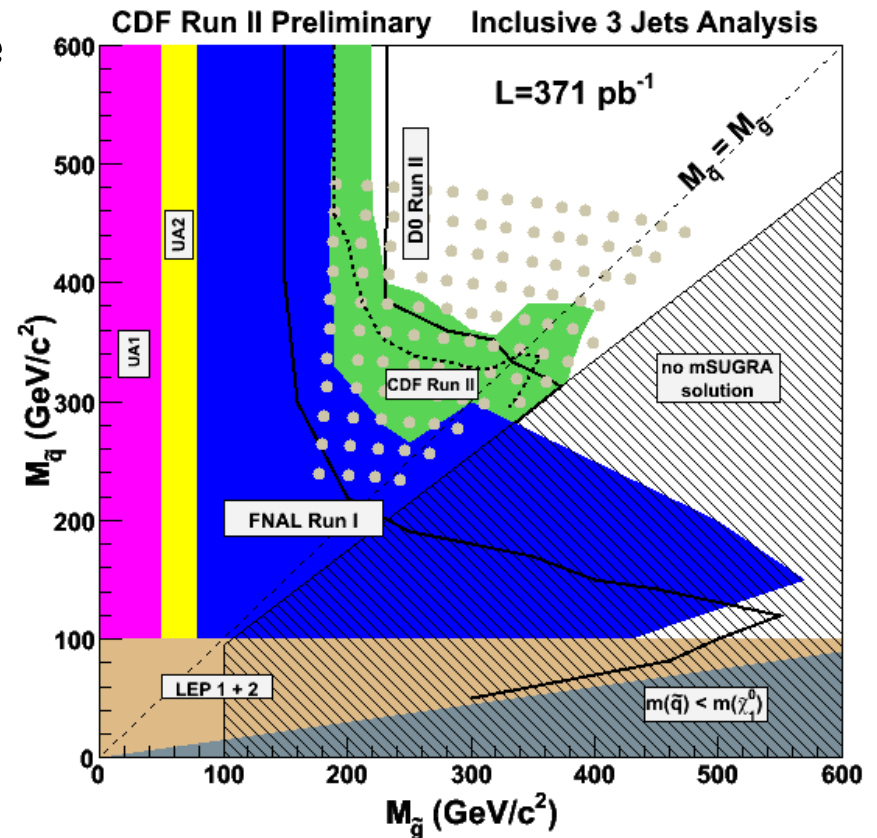 CDF Run II Preliminary Inclusive 3 Jets Analysis
L=371 pb⁻¹
M_q̃ = M_g̃
D0 Run II
UA2
UA1
CDF Run II
no mSUGRA
solution
FNAL Run I
LEP 1 + 2
m(q̃) < m(χ̃₁⁰)
M_q̃ (GeV/c²)
600
500
400
300
200
100
0
0 100 200 300 400 500 600
M_g̃ (GeV/c²)